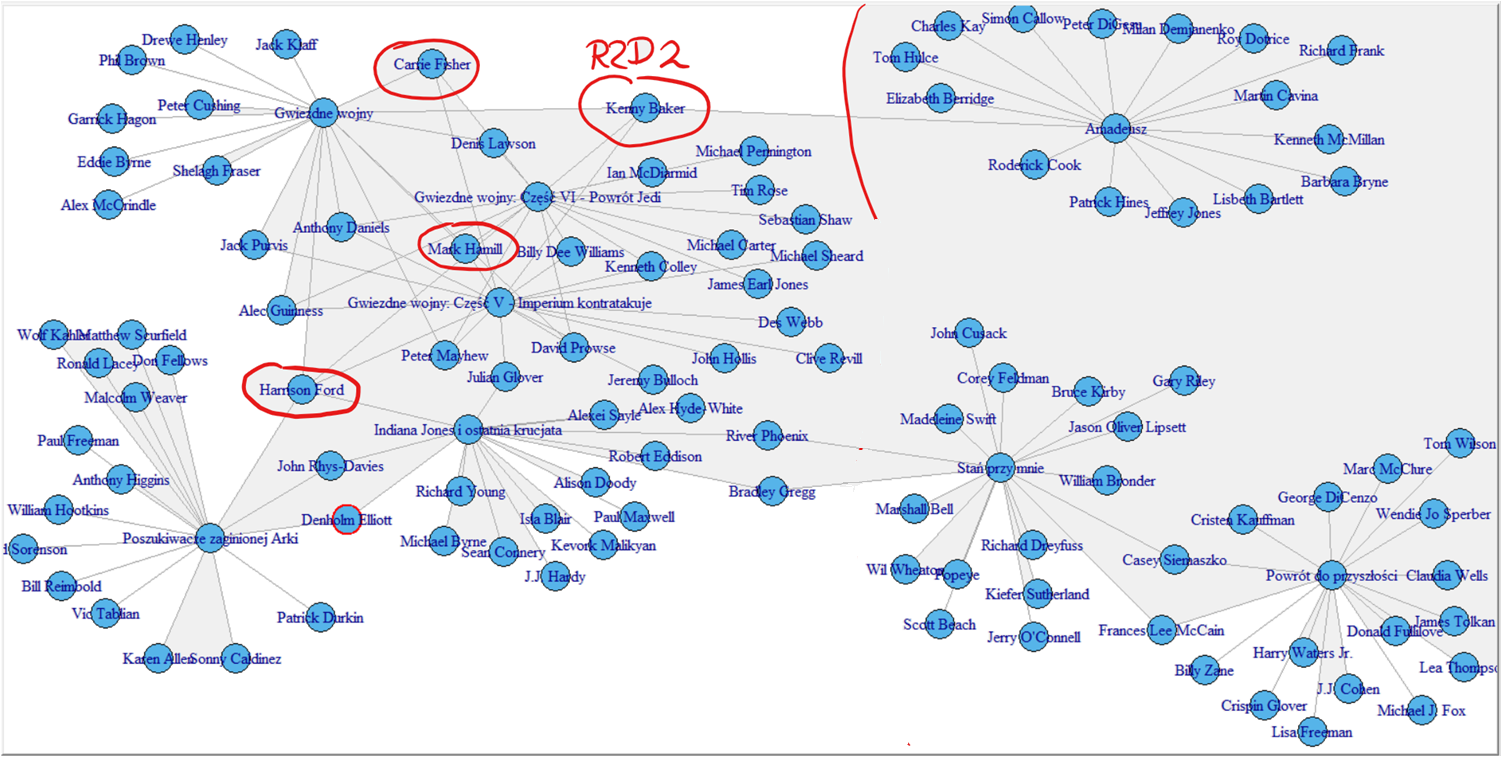 R2D2
Charles Kay
Simon Callow
Peter DiGesu
Milan Demjanenko
Roy Dotrice
Richard Frank
Tom Hulce
Elizabeth Berridge
Martin Cavina
Amadeusz
Kenneth McMillan
Roderick Cook
Barbara Bryne
Patrick Hines
Jeffrey Jones
Lisbeth Bartlett
Drewe Henley
Jack Klaff
Phil Brown
Carrie Fisher
Peter Cushing
Garrick Hagon
Gwiezdne wojny
Kenny Baker
Eddie Byrne
Shelagh Fraser
Denis Lawson
Michael Pennington
Ian McDiarmid
Alex McCrindle
Gwiezdne wojny: Część VI - Powrót Jedi
Tim Rose
Sebastian Shaw
Anthony Daniels
Jack Purvis
Mark Hamill
Billy Dee Williams
Michael Carter
Michael Sheard
Kenneth Colley
James Earl Jones
Alec Guinness
Gwiezdne wojny: Część V - Imperium kontratakuje
Des Webb
Wolf Kahler
Matthew Scurfield
Ronald Lacey
Don Fellows
Peter Mayhew
David Prowse
John Hollis
Clive Revill
Julian Glover
Jeremy Bulloch
Harrison Ford
Malcolm Weaver
Alexei Sayle
Alex Hyde-White
Paul Freeman
Indiana Jones i ostatnia krucjata
River Phoenix
Robert Eddison
John Rhys-Davies
Anthony Higgins
Richard Young
Alison Doody
Bradley Gregg
William Hootkins
Denholm Elliott
Isla Blair
Paul Maxwell
Poszukiwacze zaginionej Arki
Michael Byrne
Sean Connery
Kevork Malikyan
d Sorenson
J.J. Hardy
Bill Reimbold
Vic Tablian
Patrick Durkin
Karen Allen
Sonny Caldinez
John Cusack
Corey Feldman
Bruce Kirby
Gary Riley
Madeleine Swift
Jason Oliver Lipsett
Stań przy mnie
William Bronder
Marshall Bell
Richard Dreyfuss
Wil Wheaton
Popeye
Casey Siemaszko
Kiefer Sutherland
Scott Beach
Jerry O'Connell
Frances Lee McCain
Tom Wilson
Marc McClure
George DiCenzo
Cristen Kauffman
Wendie Jo Sperber
Powrót do przyszłości
Claudia Wells
James Tolkan
Donald Fullilove
Harry Waters Jr.
Lea Thompso
Billy Zane
J.J. Cohen
Crispin Glover
Michael J. Fox
Lisa Freeman